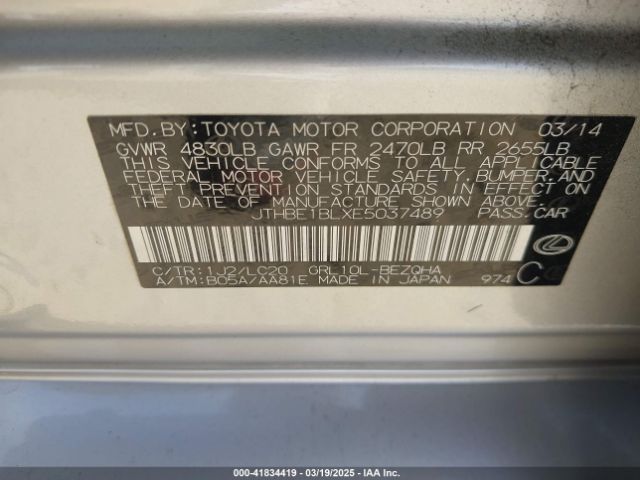 MFD. BY: TOYOTA MOTOR CORPORATION 03/14
GVWR 4830LB GAWR FR 2470LB RR 2655LB
THIS VEHICLE CONFORMS TO ALL APPLICABLE
FEDERAL MOTOR VEHICLE SAFETY, BUMPER, AND
THEFT PREVENTION STANDARDS IN EFFECT ON
THE DATE OF MANUFACTURE SHOWN ABOVE.
JTHBE1BLXE5037489 PASS.CAR
C/TR:1J2/LC20 GRL10L-BEZQHA
A/TM:B05A/AA81E MADE IN JAPAN 974 C
000-41834419 | 03/19/2025 | IAA Inc.